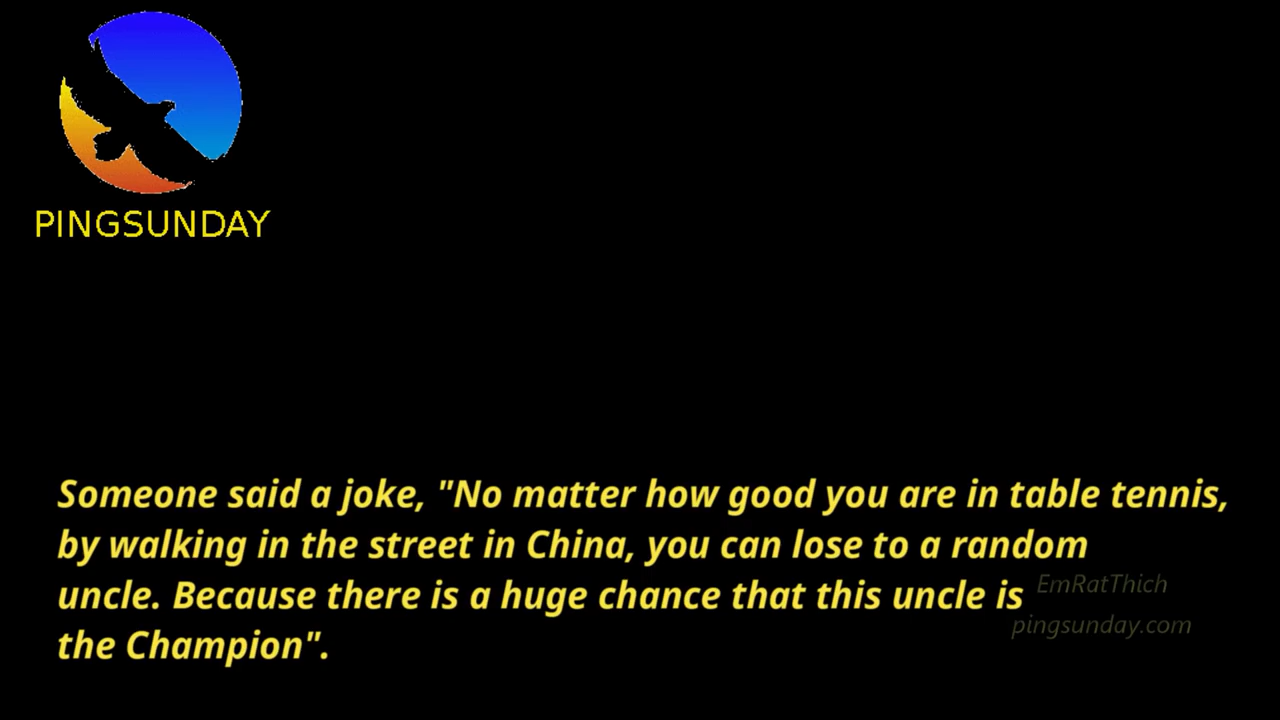 PINGSUNDAY
Someone said a joke, "No matter how good you are in table tennis,
by walking in the street in China, you can lose to a random
uncle. Because there is a huge chance that this uncle is
the Champion".
EmRatThich
pingsunday.com